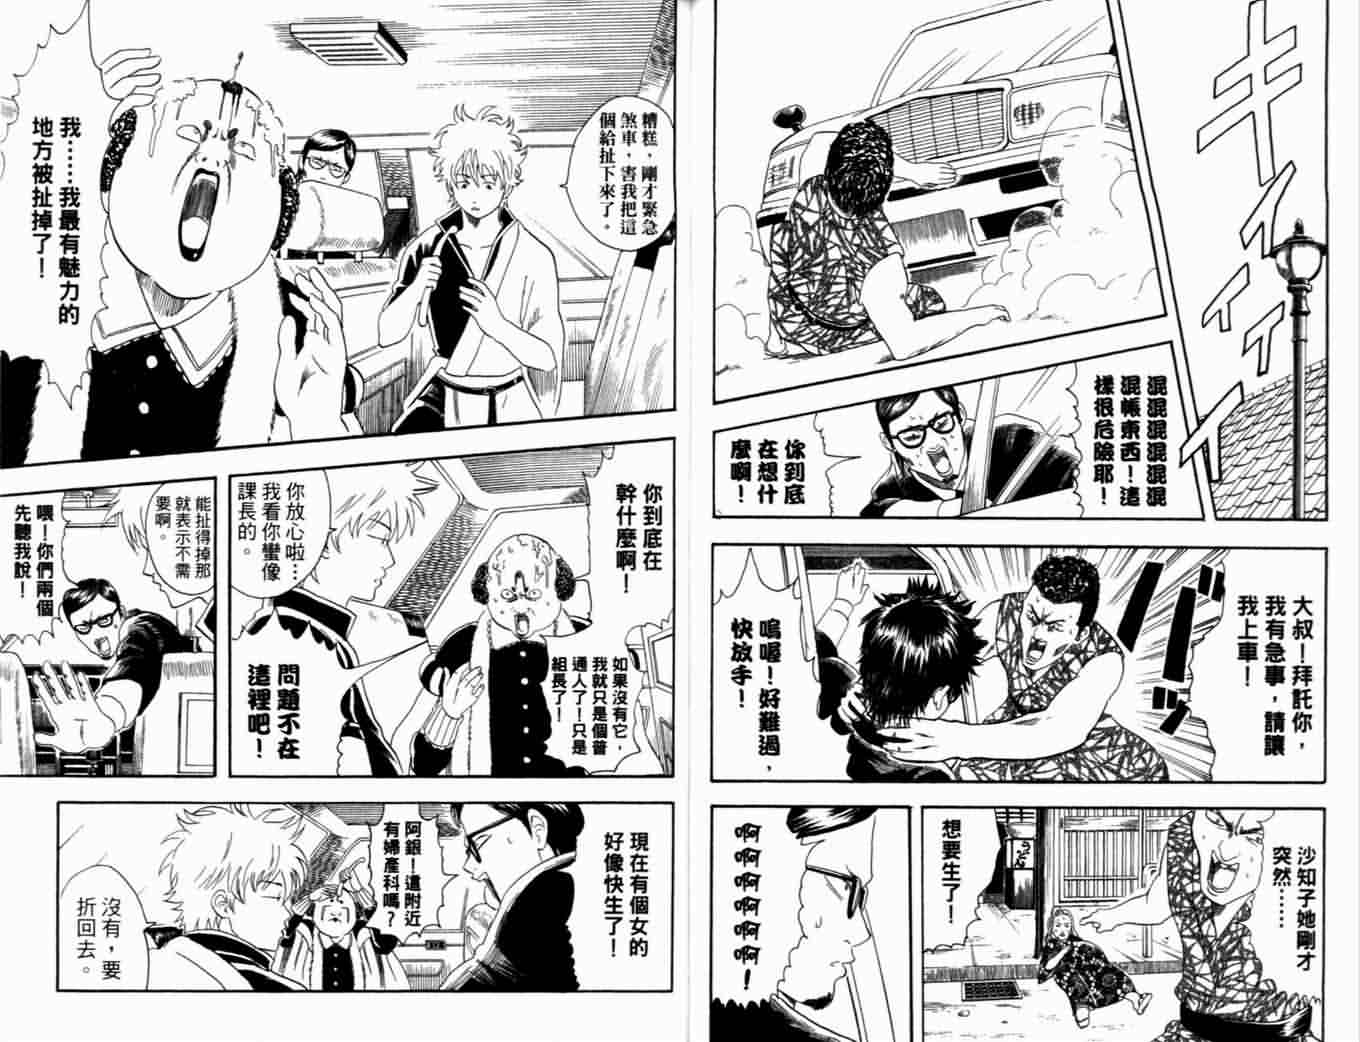 キィイイイ
混混混混混
混帳東西！這
樣很危險耶！
你到底
在想什
麼啊！
大叔！拜託你，
我有急事，請讓
我上車！
嗚喔！好難過，
快放手！
沙知子她剛才
突然……
想要生了！
啊啊啊啊啊啊！
糟糕，剛才緊急
煞車，害我把這
個給扯下來了。
我……我最有魅力的
地方被扯掉了！
你到底在
幹什麼啊！
如果沒有它，
我就只是個普
通人了！只是
組長了！
你放心啦…
我看你蠻像
課長的。
問題不在
這裡吧！
能扯得掉那
就表示不需
要啊。
喂！你們兩個
先聽我說！
現在有個女的
好像快生了！
阿銀！這附近
有婦產科嗎？
沒有，要
折回去。